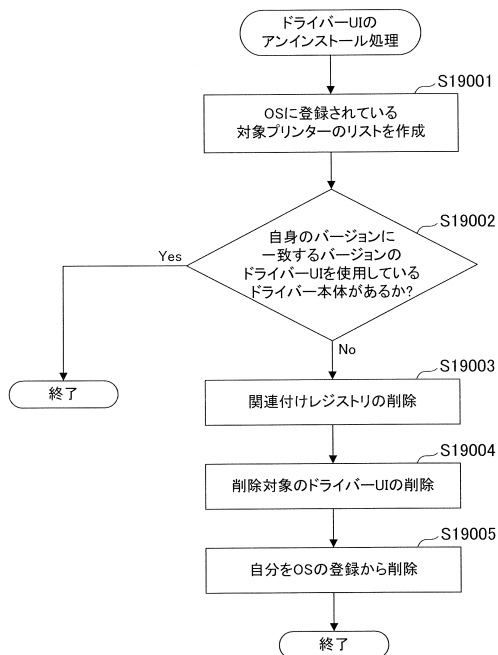 ドライバーUIの
アンインストール処理
S19001
OSに登録されている
対象プリンターのリストを作成
S19002
自身のバージョンに
一致するバージョンの
ドライバーUIを使用している
ドライバー本体があるか?
Yes
No
終了
S19003
関連付けレジストリの削除
S19004
削除対象のドライバーUIの削除
S19005
自分をOSの登録から削除
終了